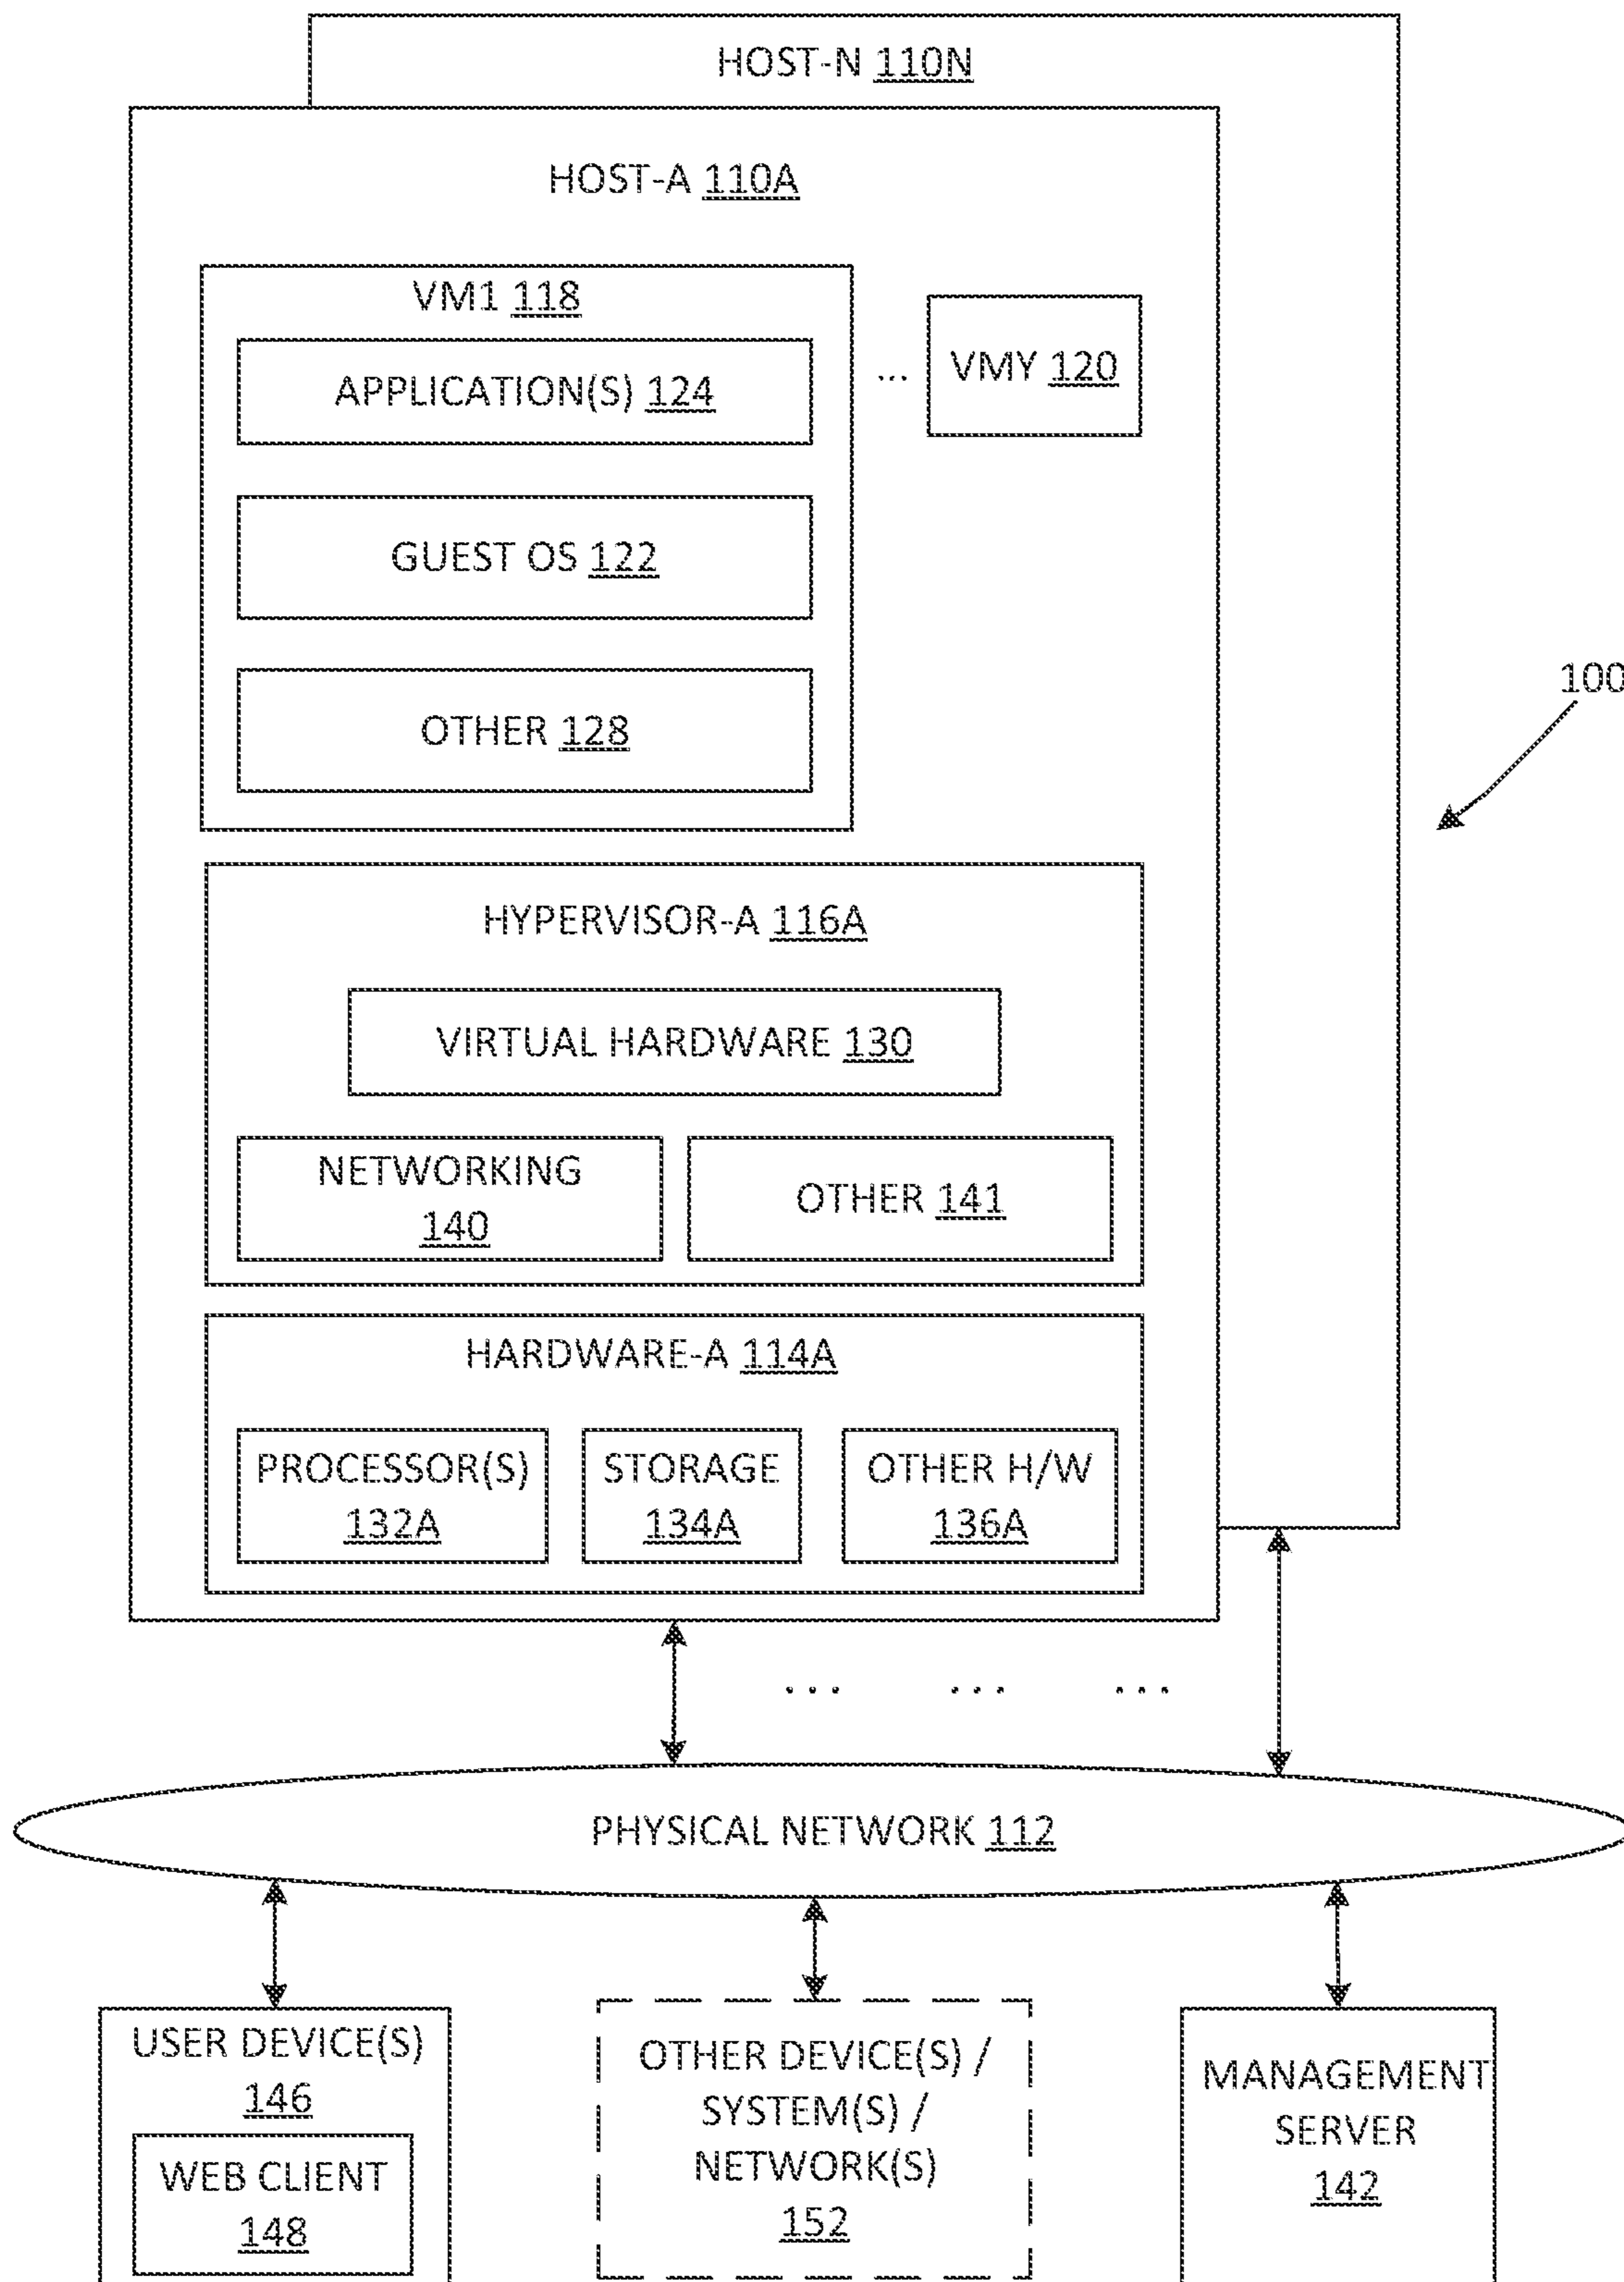 HOST-N 110N
HOST-A 110A
VM1 118
APPLICATION(S) 124
... VMY 120
GUEST OS 122
OTHER 128
100
HYPERVISOR-A 116A
VIRTUAL HARDWARE 130
NETWORKING
140
OTHER 141
HARDWARE-A 114A
PROCESSOR(S)
132A
STORAGE
134A
OTHER H/W
136A
... ... ...
PHYSICAL NETWORK 112
USER DEVICE(S)
146
WEB CLIENT
148
OTHER DEVICE(S) /
SYSTEM(S) /
NETWORK(S)
152
MANAGEMENT
SERVER
142